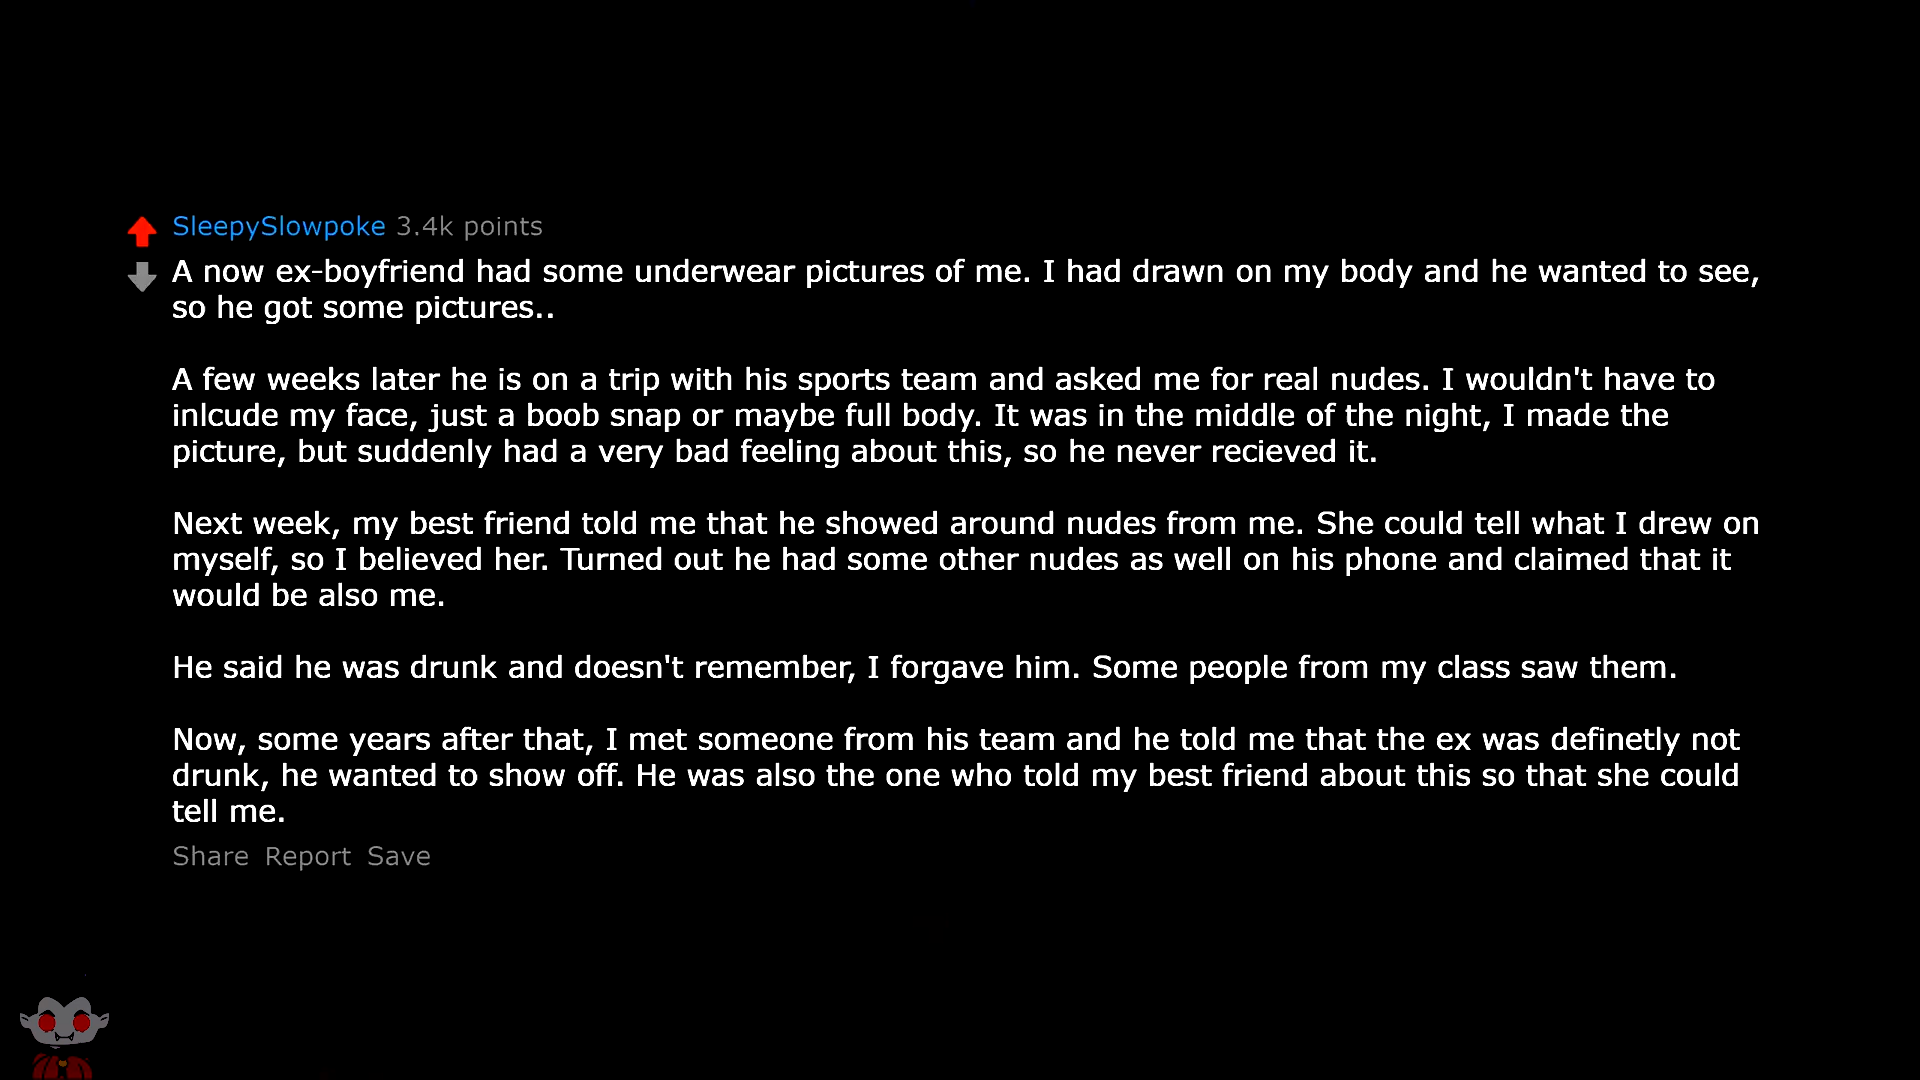 SleepySlowpoke 3.4k points
A now ex-boyfriend had some underwear pictures of me. I had drawn on my body and he wanted to see,
so he got some pictures..
A few weeks later he is on a trip with his sports team and asked me for real nudes. I wouldn't have to
inlcude my face, just a boob snap or maybe full body. It was in the middle of the night, I made the
picture, but suddenly had a very bad feeling about this, so he never recieved it.
Next week, my best friend told me that he showed around nudes from me. She could tell what I drew on
myself, so I believed her. Turned out he had some other nudes as well on his phone and claimed that it
would be also me.
He said he was drunk and doesn't remember, I forgave him. Some people from my class saw them.
Now, some years after that, I met someone from his team and he told me that the ex was definetly not
drunk, he wanted to show off. He was also the one who told my best friend about this so that she could
tell me.
Share Report Save